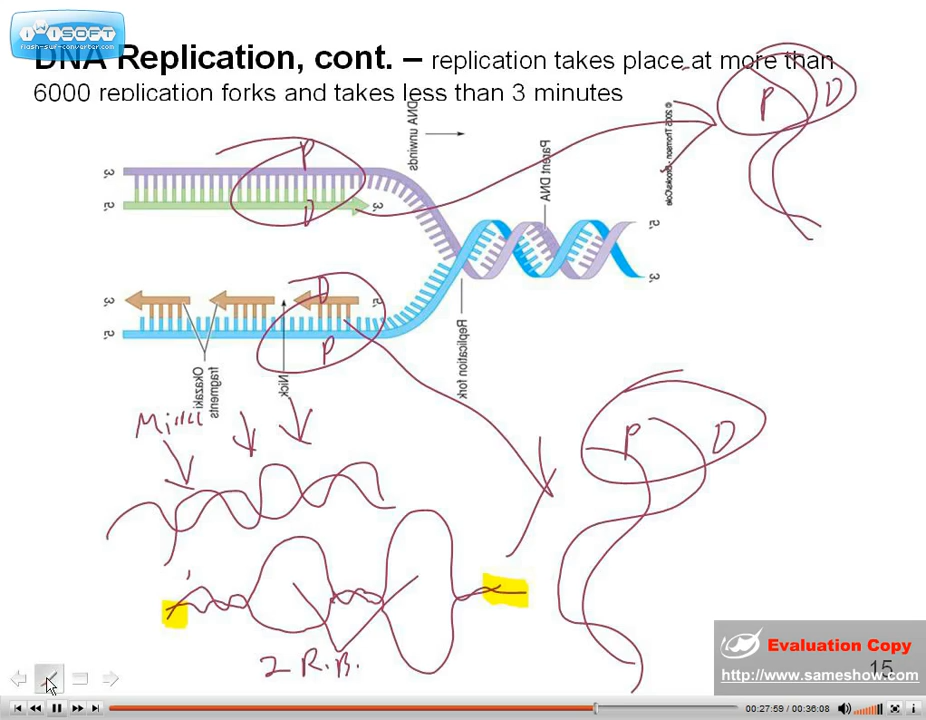 iWiSOFT
flash-swf-converter.com
DNA Replication, cont. – replication takes place at more than
6000 replication forks and takes less than 3 minutes
© 2005 Thomson - Brooks/Cole
P
D
DNA unwinds
Parent DNA
3'
5'
P
D
3'
5'
3'
3'
5'
D
P
5'
Replication fork
Okazaki
fragments
Nick
P
D
2 R.B.
Evaluation Copy
http://www.sameshow.com
15
00:27:59 / 00:36:08